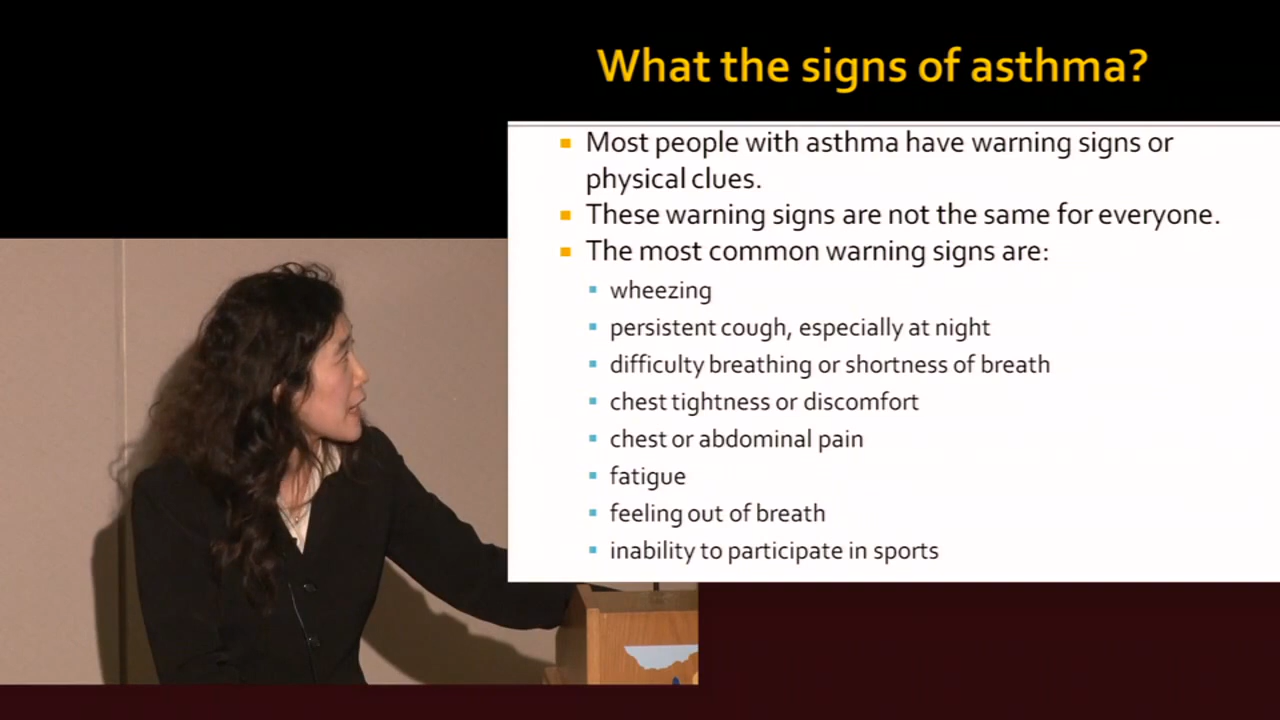 What the signs of asthma?
Most people with asthma have warning signs or
physical clues.
These warning signs are not the same for everyone.
The most common warning signs are:
wheezing
persistent cough, especially at night
difficulty breathing or shortness of breath
chest tightness or discomfort
chest or abdominal pain
fatigue
feeling out of breath
inability to participate in sports